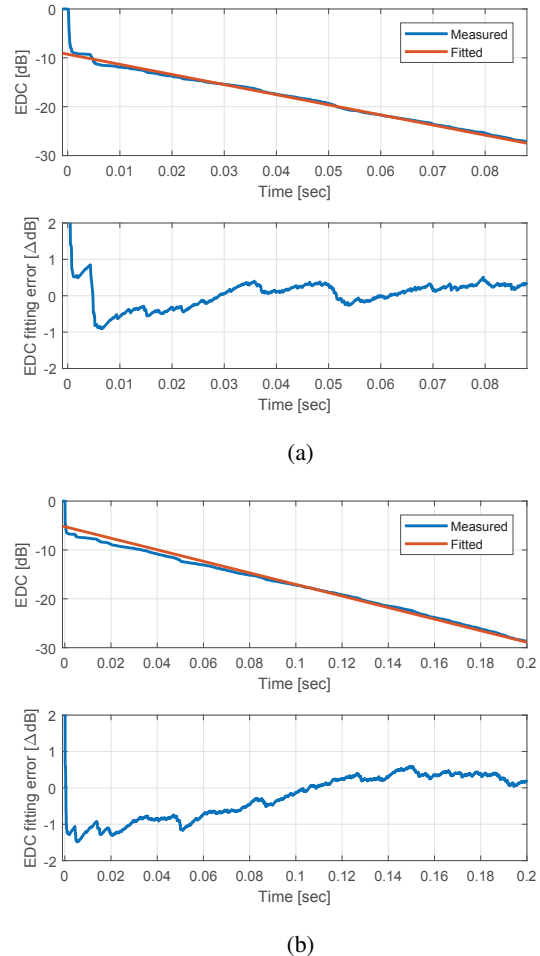 0
-10
-20
-30
EDC [dB]
Measured
Fitted
0 0.01 0.02 0.03 0.04 0.05 0.06 0.07 0.08
Time [sec]
2
1
0
-1
-2
EDC fitting error [ΔdB]
0 0.01 0.02 0.03 0.04 0.05 0.06 0.07 0.08
Time [sec]
(a)
0
-10
-20
-30
EDC [dB]
Measured
Fitted
0 0.02 0.04 0.06 0.08 0.1 0.12 0.14 0.16 0.18 0.2
Time [sec]
2
1
0
-1
-2
EDC fitting error [ΔdB]
0 0.02 0.04 0.06 0.08 0.1 0.12 0.14 0.16 0.18 0.2
Time [sec]
(b)